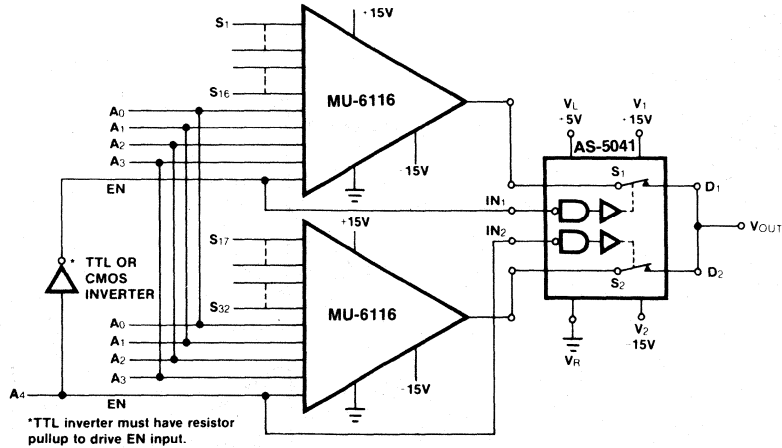 S1
+15V
S16
MU-6116
A0
A1
A2
A3
EN
-15V
VL
+5V
V1
+15V
AS-5041
S1
D1
IN1
IN2
VOUT
S2
D2
VR
V2
-15V
* TTL OR
CMOS
INVERTER
S17
+15V
S32
MU-6116
A0
A1
A2
A3
A4
EN
-15V
*TTL inverter must have resistor
pullup to drive EN input.